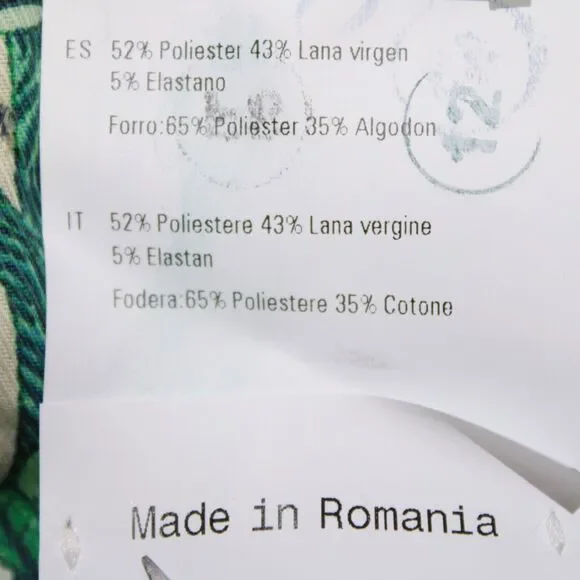 ES 52% Poliester 43% Lana virgen
5% Elastano
Forro:65% Poliester 35% Algodon
12
IT 52% Poliestere 43% Lana vergine
5% Elastan
Fodera:65% Poliestere 35% Cotone
Made in Romania